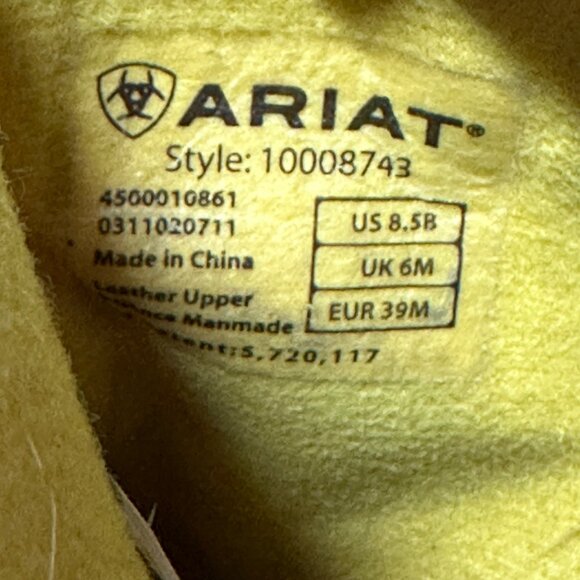 ARIAT®
Style: 10008743
4500010861
0311020711
Made in China
Leather Upper
Manmade
5,720,117
US 8.5B
UK 6M
EUR 39M